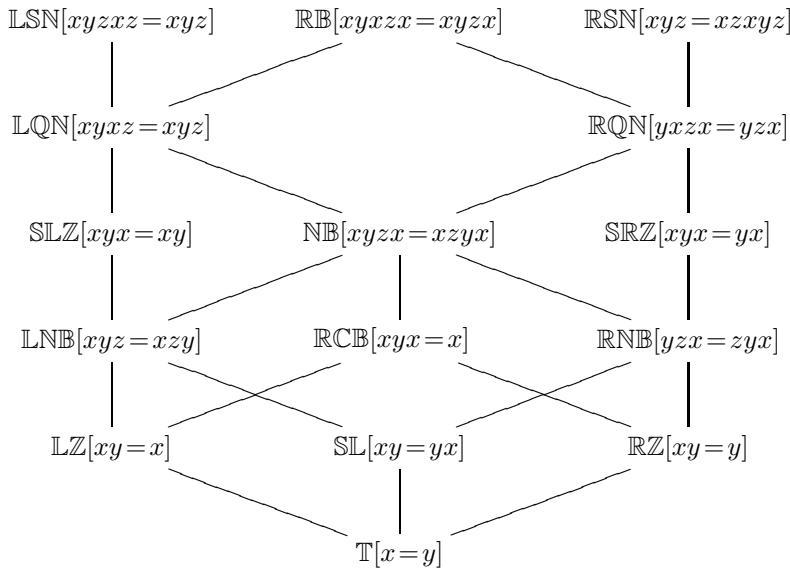 𝕃𝕊ℕ[xyzxz=xyz] ℝ𝔹[xyxzx=xyzx] ℝ𝕊ℕ[xyz=xzxyz]
𝕃ℚℕ[xyxz=xyz] ℝℚℕ[yxzx=yzx]
𝕊𝕃ℤ[xyx=xy] ℕ𝔹[xyzx=xzyx] 𝕊ℝℤ[xyx=yx]
𝕃ℕ𝔹[xyz=xzy] ℝℂ𝔹[xyx=x] ℝℕ𝔹[yzx=zyx]
𝕃ℤ[xy=x] 𝕊𝕃[xy=yx] ℝℤ[xy=y]
𝕋[x=y]